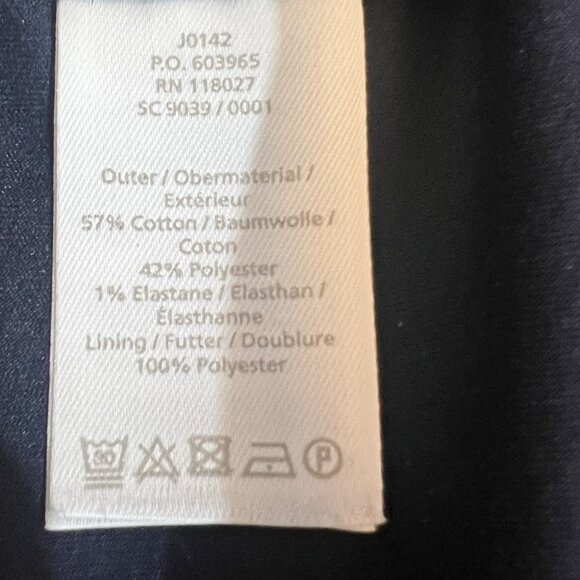 J0142
P.O. 603965
RN 118027
SC 9039 / 0001
Outer / Obermaterial /
Extérieur
57% Cotton / Baumwolle /
Coton
42% Polyester
1% Elastane / Elasthan /
Élasthanne
Lining / Futter / Doublure
100% Polyester
30 P